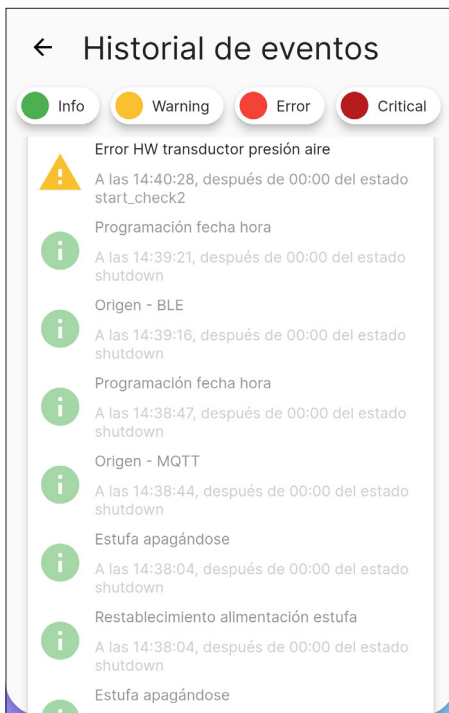 Historial de eventos
Info
Warning
Error
Critical
Error HW transductor presión aire
A las 14:40:28, después de 00:00 del estado
start_check2
Programación fecha hora
A las 14:39:21, después de 00:00 del estado
shutdown
Origen - BLE
A las 14:39:16, después de 00:00 del estado
shutdown
Programación fecha hora
A las 14:38:47, después de 00:00 del estado
shutdown
Origen - MQTT
A las 14:38:44, después de 00:00 del estado
shutdown
Estufa apagándose
A las 14:38:04, después de 00:00 del estado
shutdown
Restablecimiento alimentación estufa
A las 14:38:04, después de 00:00 del estado
shutdown
Estufa apagándose